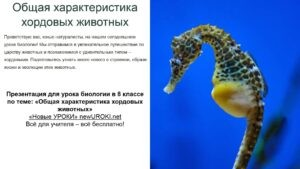 Общая характеристика
хордовых животных
Приветствую вас, юные натуралисты, на нашем сегодняшнем
уроке биологии! Мы отправимся в увлекательное путешествие по
царству животных и познакомимся с удивительным типом –
хордовыми. Подготовьтесь узнать много нового о строении, образе
жизни и эволюции этих животных.
Презентация для урока биологии в 8 классе
по теме: «Общая характеристика хордовых
животных»
«Новые УРОКИ» newUROKI.net
Всё для учителя – всё бесплатно!